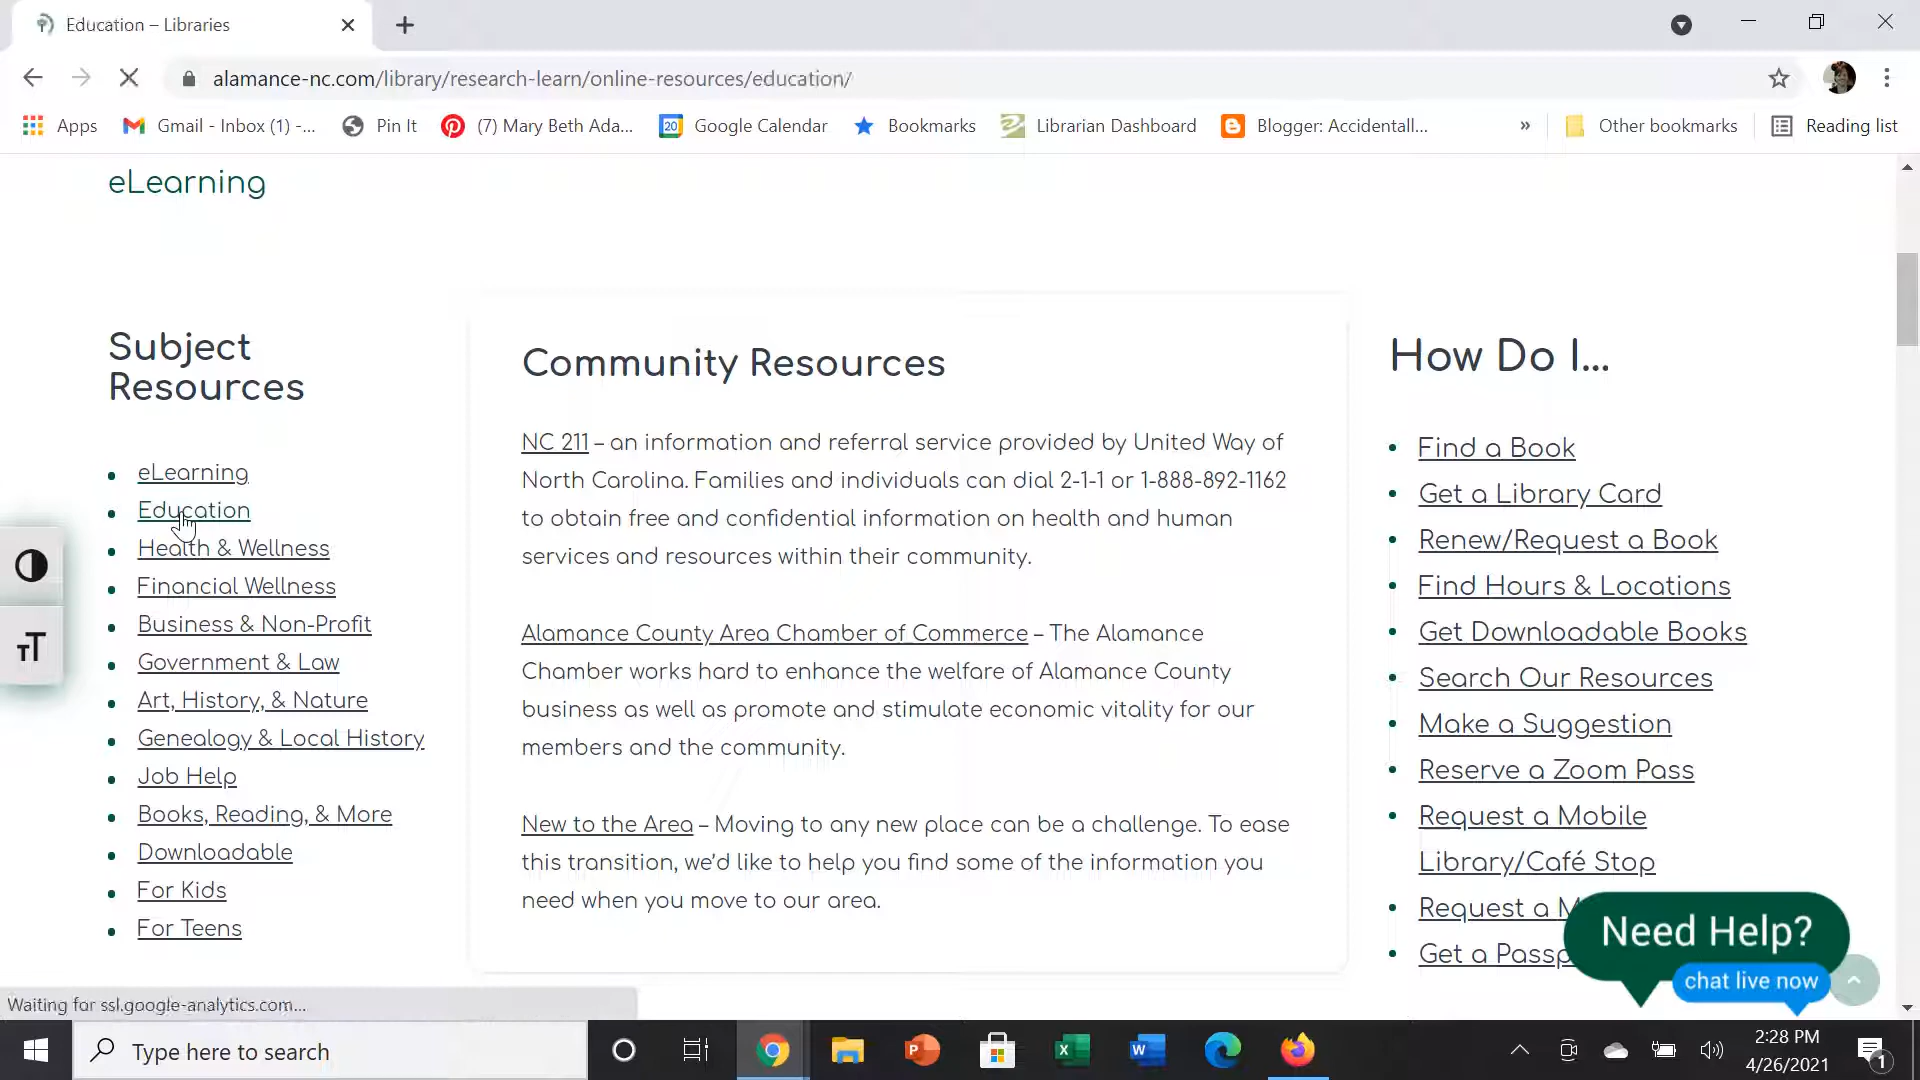 Education – Libraries
alamance-nc.com/library/research-learn/online-resources/education/
Apps
Gmail - Inbox (1) -...
Pin It
(7) Mary Beth Ada...
20
Google Calendar
Bookmarks
Librarian Dashboard
Blogger: Accidentall...
»
Other bookmarks
Reading list
eLearning
Subject
Resources
eLearning
Education
Health & Wellness
Financial Wellness
Business & Non-Profit
Government & Law
Art, History, & Nature
Genealogy & Local History
Job Help
Books, Reading, & More
Downloadable
For Kids
For Teens
TT
Community Resources
NC 211 – an information and referral service provided by United Way of
North Carolina. Families and individuals can dial 2-1-1 or 1-888-892-1162
to obtain free and confidential information on health and human
services and resources within their community.
Alamance County Area Chamber of Commerce – The Alamance
Chamber works hard to enhance the welfare of Alamance County
business as well as promote and stimulate economic vitality for our
members and the community.
New to the Area – Moving to any new place can be a challenge. To ease
this transition, we'd like to help you find some of the information you
need when you move to our area.
How Do I...
Find a Book
Get a Library Card
Renew/Request a Book
Find Hours & Locations
Get Downloadable Books
Search Our Resources
Make a Suggestion
Reserve a Zoom Pass
Request a Mobile
Library/Café Stop
Request a M
Get a Passp
Need Help?
chat live now
Waiting for ssl.google-analytics.com...
Type here to search
2:28 PM
4/26/2021
1